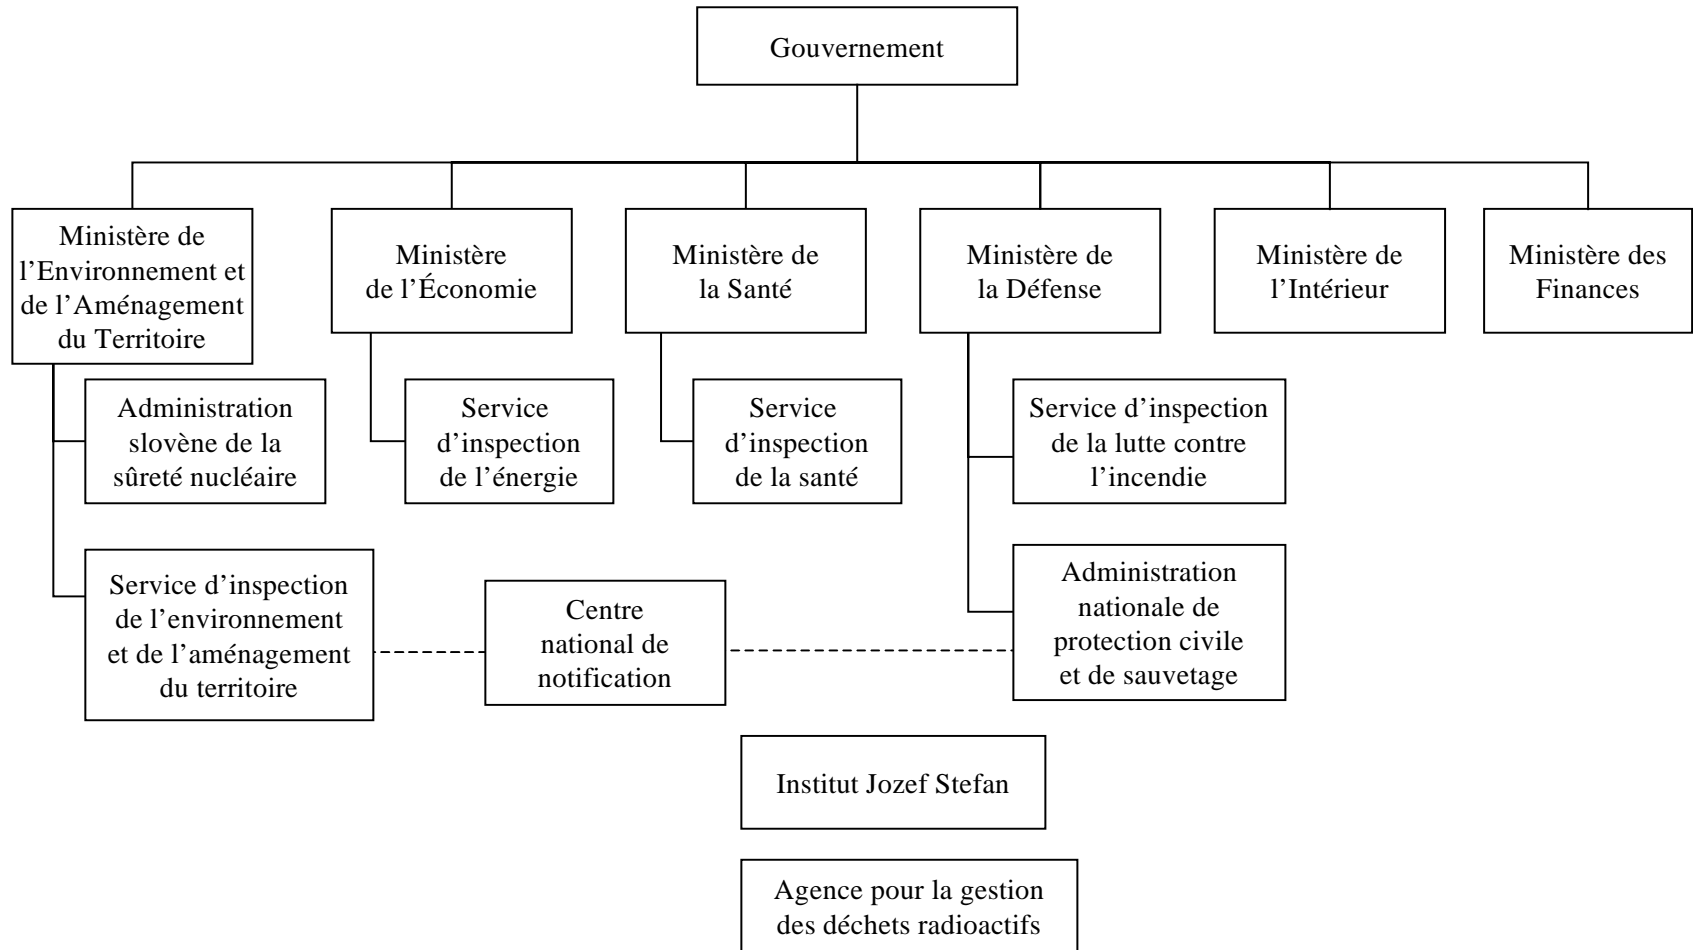 Gouvernement
Ministère de
l’Environnement et
de l’Aménagement
du Territoire
Ministère
de l’Économie
Ministère de
la Santé
Ministère de
la Défense
Ministère de
l’Intérieur
Ministère des
Finances
Administration
slovène de la
sûreté nucléaire
Service
d’inspection
de l’énergie
Service
d’inspection
de la santé
Service d’inspection
de la lutte contre
l’incendie
Service d’inspection
de l’environnement
et de l’aménagement
du territoire
Centre
national de
notification
Administration
nationale de
protection civile
et de sauvetage
Institut Jozef Stefan
Agence pour la gestion
des déchets radioactifs